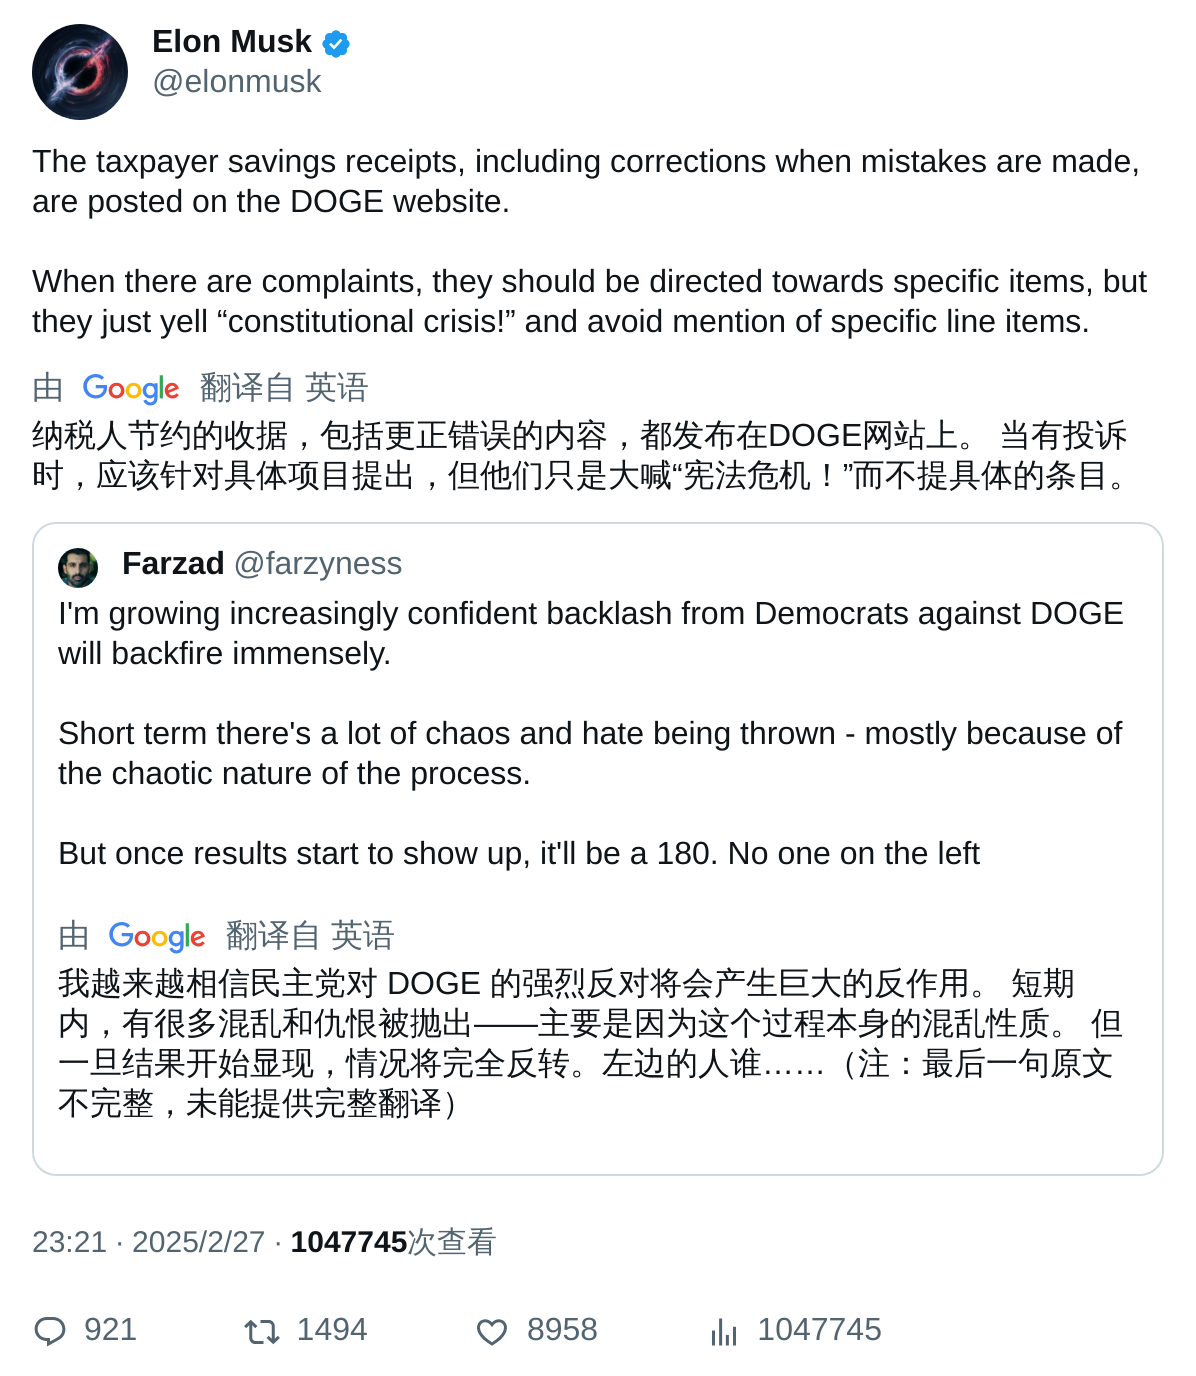 Elon Musk
@elonmusk
The taxpayer savings receipts, including corrections when mistakes are made,
are posted on the DOGE website.
When there are complaints, they should be directed towards specific items, but
they just yell “constitutional crisis!” and avoid mention of specific line items.
由 Google 翻译自 英语
纳税人节约的收据，包括更正错误的内容，都发布在DOGE网站上。 当有投诉
时，应该针对具体项目提出，但他们只是大喊“宪法危机！”而不提具体的条目。
Farzad @farzyness
I'm growing increasingly confident backlash from Democrats against DOGE
will backfire immensely.
Short term there's a lot of chaos and hate being thrown - mostly because of
the chaotic nature of the process.
But once results start to show up, it'll be a 180. No one on the left
由 Google 翻译自 英语
我越来越相信民主党对 DOGE 的强烈反对将会产生巨大的反作用。 短期
内，有很多混乱和仇恨被抛出——主要是因为这个过程本身的混乱性质。 但
一旦结果开始显现，情况将完全反转。左边的人谁……（注：最后一句原文
不完整，未能提供完整翻译）
23:21 · 2025/2/27 · 1047745次查看
921 1494 8958 1047745